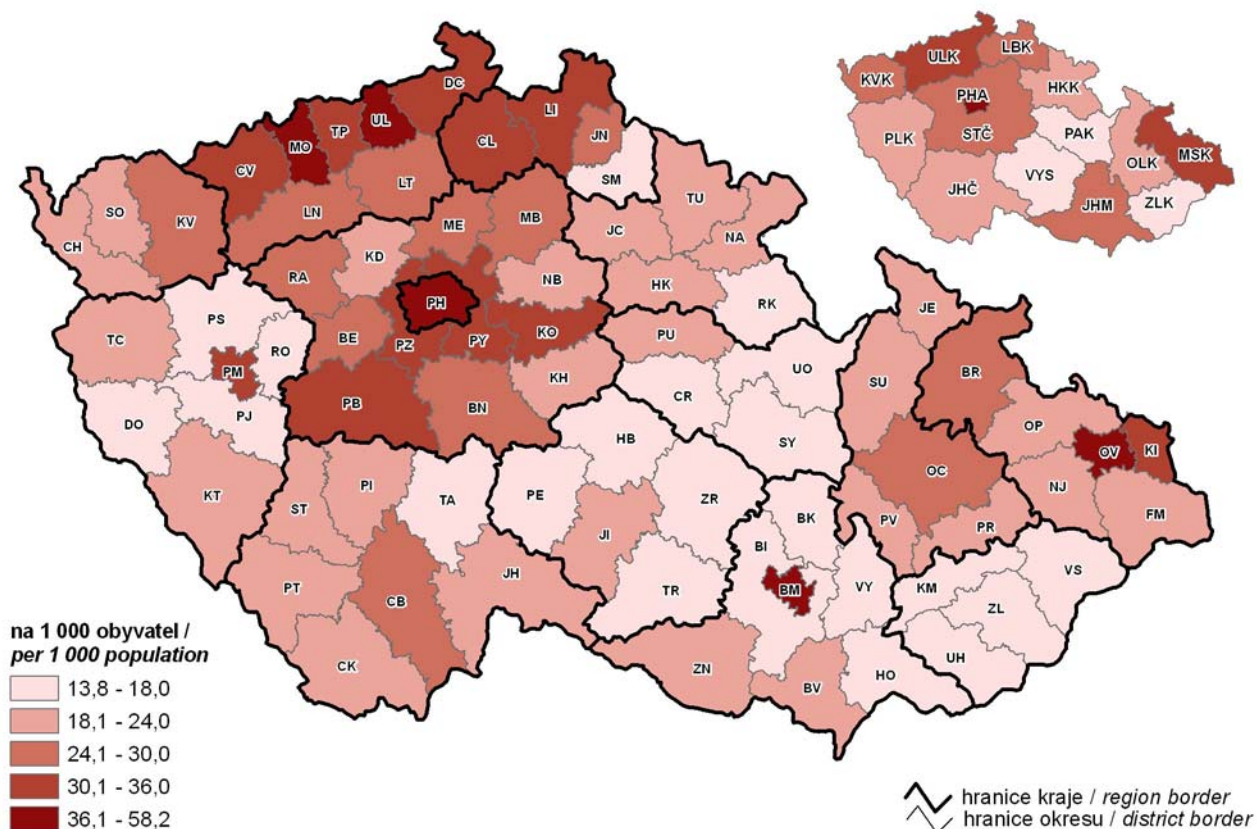 DC
UL
TP
MO
CV
LI
CL
JN
SM
LT
LN
SO
KV
CH
TU
JC
NA
ME
MB
KD
RA
NB
HK
RK
PH
PS
TC
RO
PM
BE
PZ
PY
KO
PU
UO
DO
PJ
PB
BN
KH
CR
SY
HB
KT
ST
PI
TA
PE
ZR
JI
JE
SU
BR
OP
OV
KI
OC
NJ
FM
PV
PR
BK
BI
BM
VY
KM
VS
ZL
UH
HO
PT
CB
JH
TR
CK
ZN
BV
ULK
LBK
KVK
HKK
PHA
STČ
PAK
PLK
OLK
MSK
VYS
JHČ
JHM
ZLK
na 1 000 obyvatel /
per 1 000 population
13,8 - 18,0
18,1 - 24,0
24,1 - 30,0
30,1 - 36,0
36,1 - 58,2
hranice kraje / region border
hranice okresu / district border